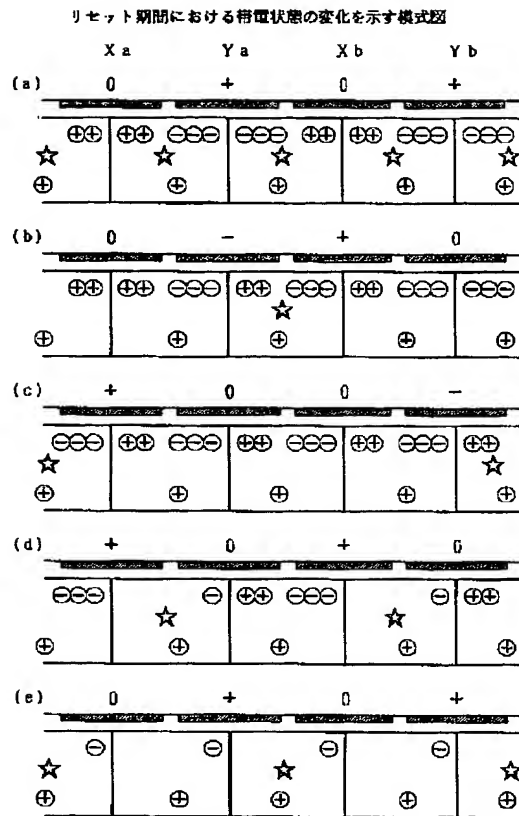 リセット期間における帯電状態の変化を示す模式図
Xa Ya Xb Yb
(a) 0 + 0 +
⊕⊕ ⊕⊕ ⊖⊖⊖ ⊖⊖⊖ ⊕⊕ ⊕⊕ ⊖⊖⊖ ⊖⊖⊖
☆ ☆ ☆ ☆ ☆
⊕ ⊕ ⊕ ⊕ ⊕
(b) 0 - + 0
⊕⊕ ⊕⊕ ⊖⊖⊖ ⊕⊕ ⊖⊖⊖ ⊕⊕ ⊖⊖⊖ ⊖⊖⊖
☆
⊕ ⊕ ⊕ ⊕ ⊕
(c) + 0 0 -
⊖⊖⊖ ⊕⊕ ⊖⊖⊖ ⊕⊕ ⊖⊖⊖ ⊕⊕ ⊖⊖⊖ ⊕⊕
☆ ☆
⊕ ⊕ ⊕ ⊕ ⊕
(d) + 0 + 0
⊖⊖⊖ ⊖ ⊕⊕ ⊖⊖⊖ ⊖ ⊕⊕
☆ ☆
⊕ ⊕ ⊕ ⊕ ⊕
(e) 0 + 0 +
⊖ ⊖ ⊖ ⊖
☆ ☆ ☆
⊕ ⊕ ⊕ ⊕ ⊕